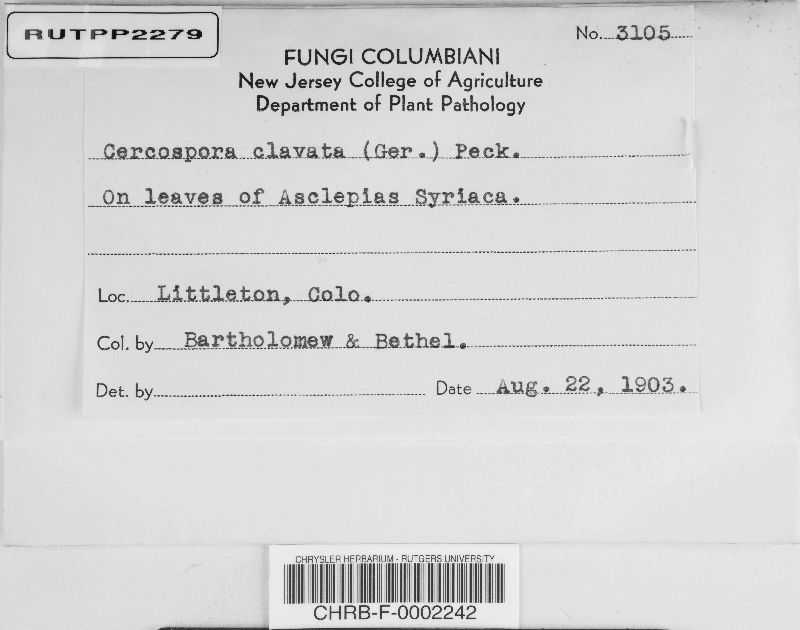 RUTPP2279
No. 3105
FUNGI COLUMBIANI
New Jersey College of Agriculture
Department of Plant Pathology
Cercospora clavata (Ger.) Peck.
On leaves of Asclepias Syriaca.
Loc. Littleton, Colo.
Col. by Bartholomew & Bethel.
Det. by
Date Aug. 22, 1903.
CHRYSLER HERBARIUM - RUTGERS UNIVERSITY
CHRB-F-0002242